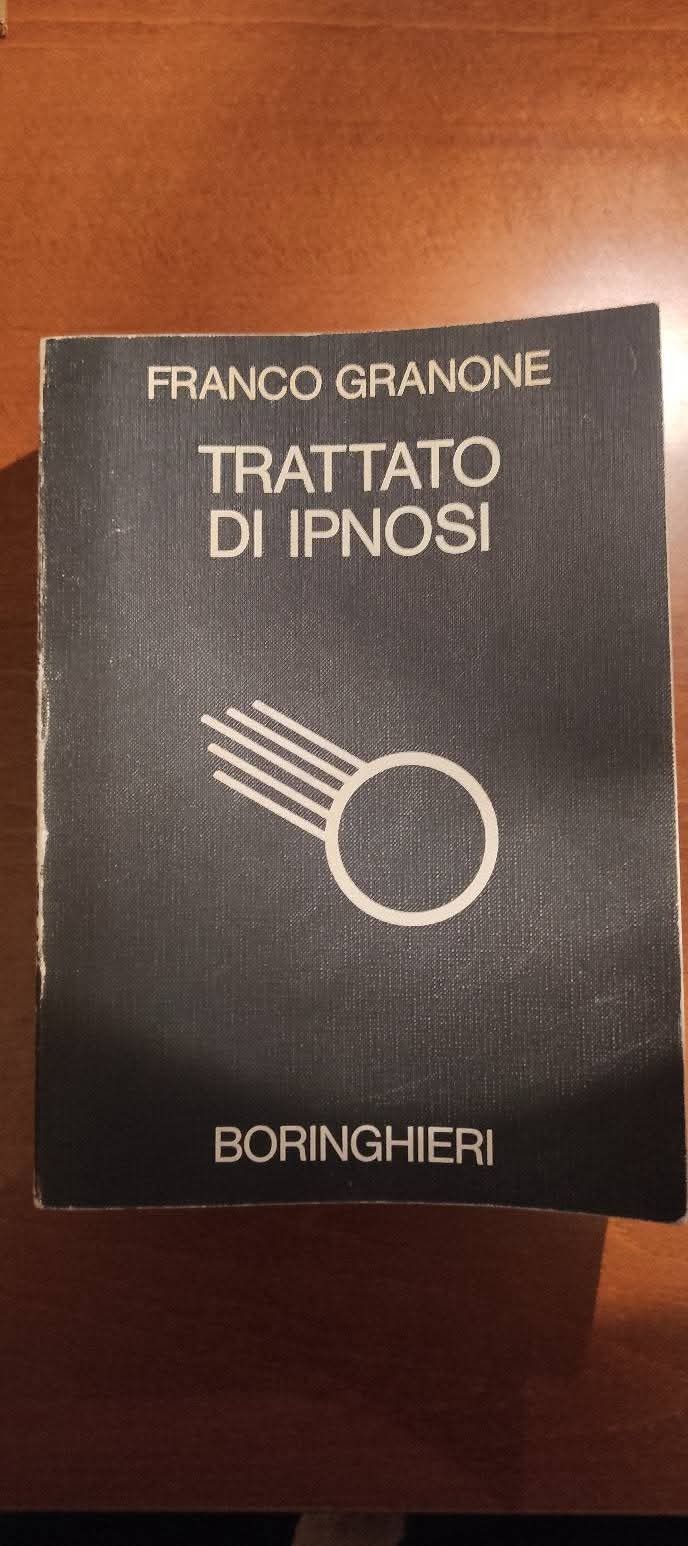 FRANCO GRANONE
TRATTATO
DI IPNOSI
BORINGHIERI